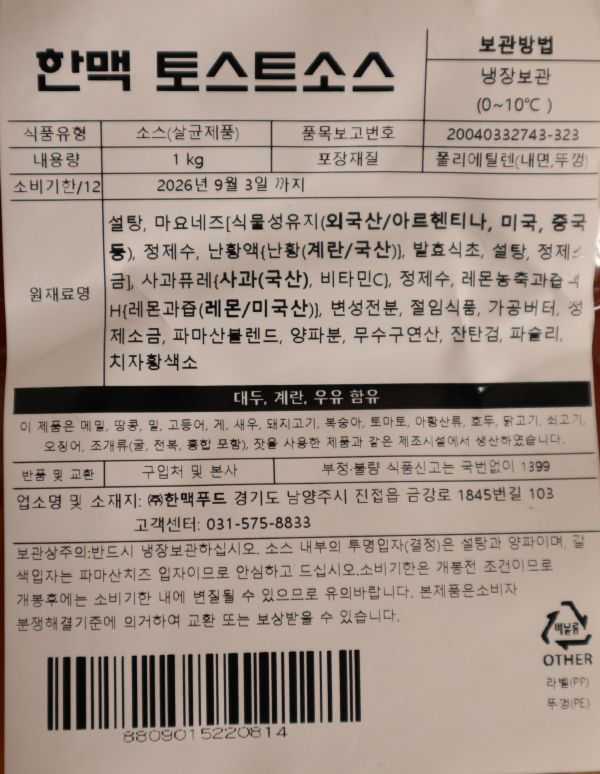 한맥 토스트소스
보관방법
냉장보관
(0~10℃ )
식품유형 소스(살균제품) 품목보고번호 20040332743-323
내용량 1 kg 포장재질 폴리에틸렌(내면,뚜껑)
소비기한/12 2026년 9월 3일 까지
원재료명
설탕, 마요네즈[식물성유지(외국산/아르헨티나, 미국, 중국
등), 정제수, 난황액{난황(계란/국산)}, 발효식초, 설탕, 정제소
금], 사과퓨레{사과(국산), 비타민C}, 정제수, 레몬농축과즙
H{레몬과즙(레몬/미국산)}, 변성전분, 절임식품, 가공버터, 정
제소금, 파마산블렌드, 양파분, 무수구연산, 잔탄검, 파슬리,
치자황색소
대두, 계란, 우유 함유
이 제품은 메밀, 땅콩, 밀, 고등어, 게, 새우, 돼지고기, 복숭아, 토마토, 아황산류, 호두, 닭고기, 쇠고기,
오징어, 조개류(굴, 전복, 홍합 포함), 잣을 사용한 제품과 같은 제조시설에서 생산하였습니다.
반품 및 교환 구입처 및 본사 부정·불량 식품신고는 국번없이 1399
업소명 및 소재지: ㈜한맥푸드 경기도 남양주시 진접읍 금강로 1845번길 103
고객센터: 031-575-8833
보관상주의:반드시 냉장보관하십시오. 소스 내부의 투명입자(결정)은 설탕과 양파이며, 갈
색입자는 파마산치즈 입자이므로 안심하고 드십시오.소비기한은 개봉전 조건이므로
개봉후에는 소비기한 내에 변질될 수 있으므로 유의바랍니다. 본제품은소비자
분쟁해결기준에 의거하여 교환 또는 보상받을 수 있습니다.
비닐류
OTHER
라벨(PP)
뚜껑(PE)
8809015220814